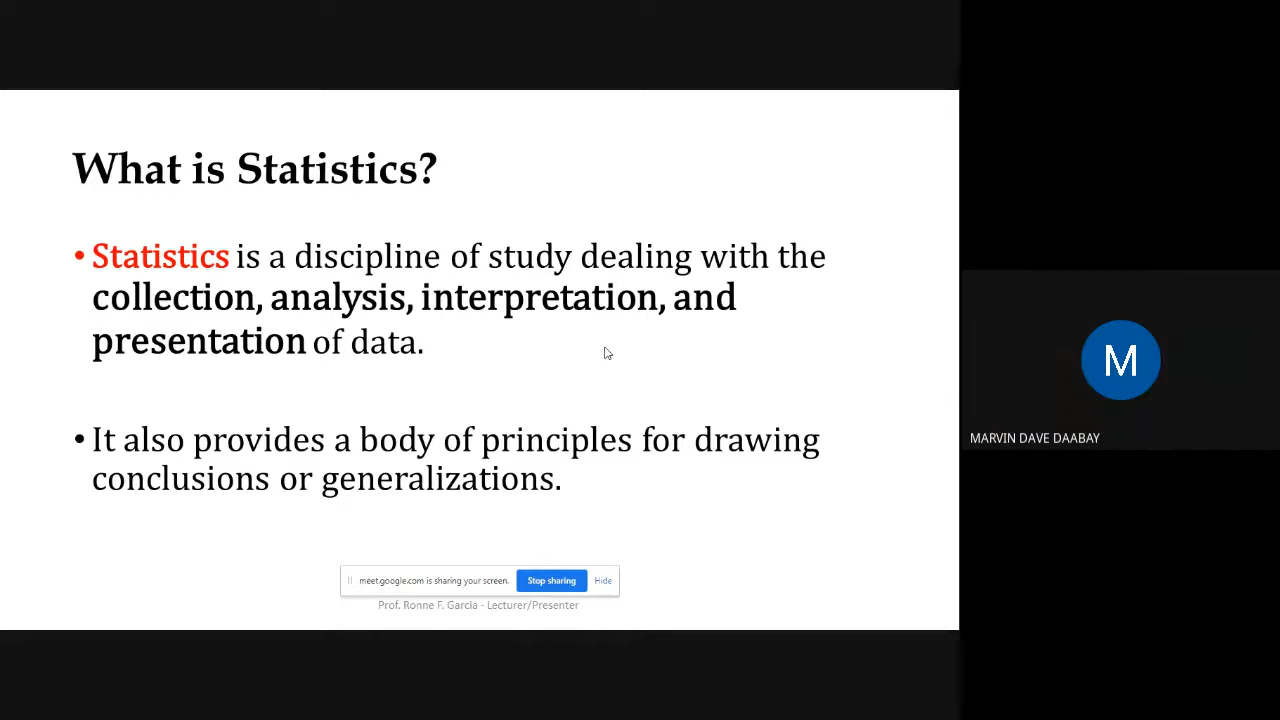 What is Statistics?
• Statistics is a discipline of study dealing with the
collection, analysis, interpretation, and
presentation of data.
• It also provides a body of principles for drawing
conclusions or generalizations.
meet.google.com is sharing your screen. Stop sharing Hide
Prof. Ronne F. Garcia - Lecturer/Presenter
M
MARVIN DAVE DAABAY